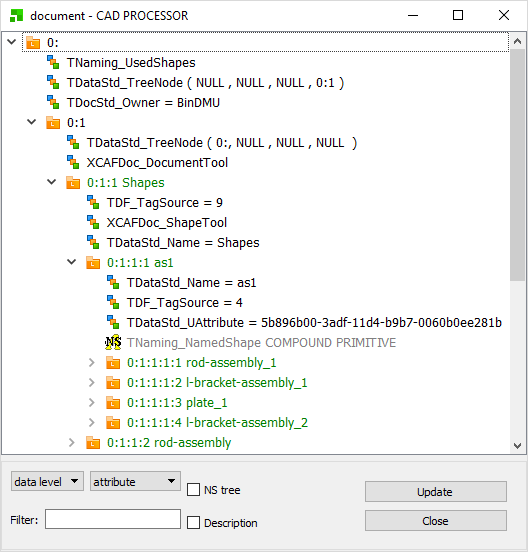 document - CAD PROCESSOR
0:
TNaming_UsedShapes
TDataStd_TreeNode ( NULL , NULL , NULL , 0:1 )
TDocStd_Owner = BinDMU
0:1
TDataStd_TreeNode ( 0:, NULL , NULL , NULL )
XCAFDoc_DocumentTool
0:1:1 Shapes
TDF_TagSource = 9
XCAFDoc_ShapeTool
TDataStd_Name = Shapes
0:1:1:1 as1
TDataStd_Name = as1
TDF_TagSource = 4
TDataStd_UAttribute = 5b896b00-3adf-11d4-b9b7-0060b0ee281b
NS TNaming_NamedShape COMPOUND PRIMITIVE
0:1:1:1:1 rod-assembly_1
0:1:1:1:2 l-bracket-assembly_1
0:1:1:1:3 plate_1
0:1:1:1:4 l-bracket-assembly_2
0:1:1:2 rod-assembly
data level attribute NS tree Update
Filter: Description Close